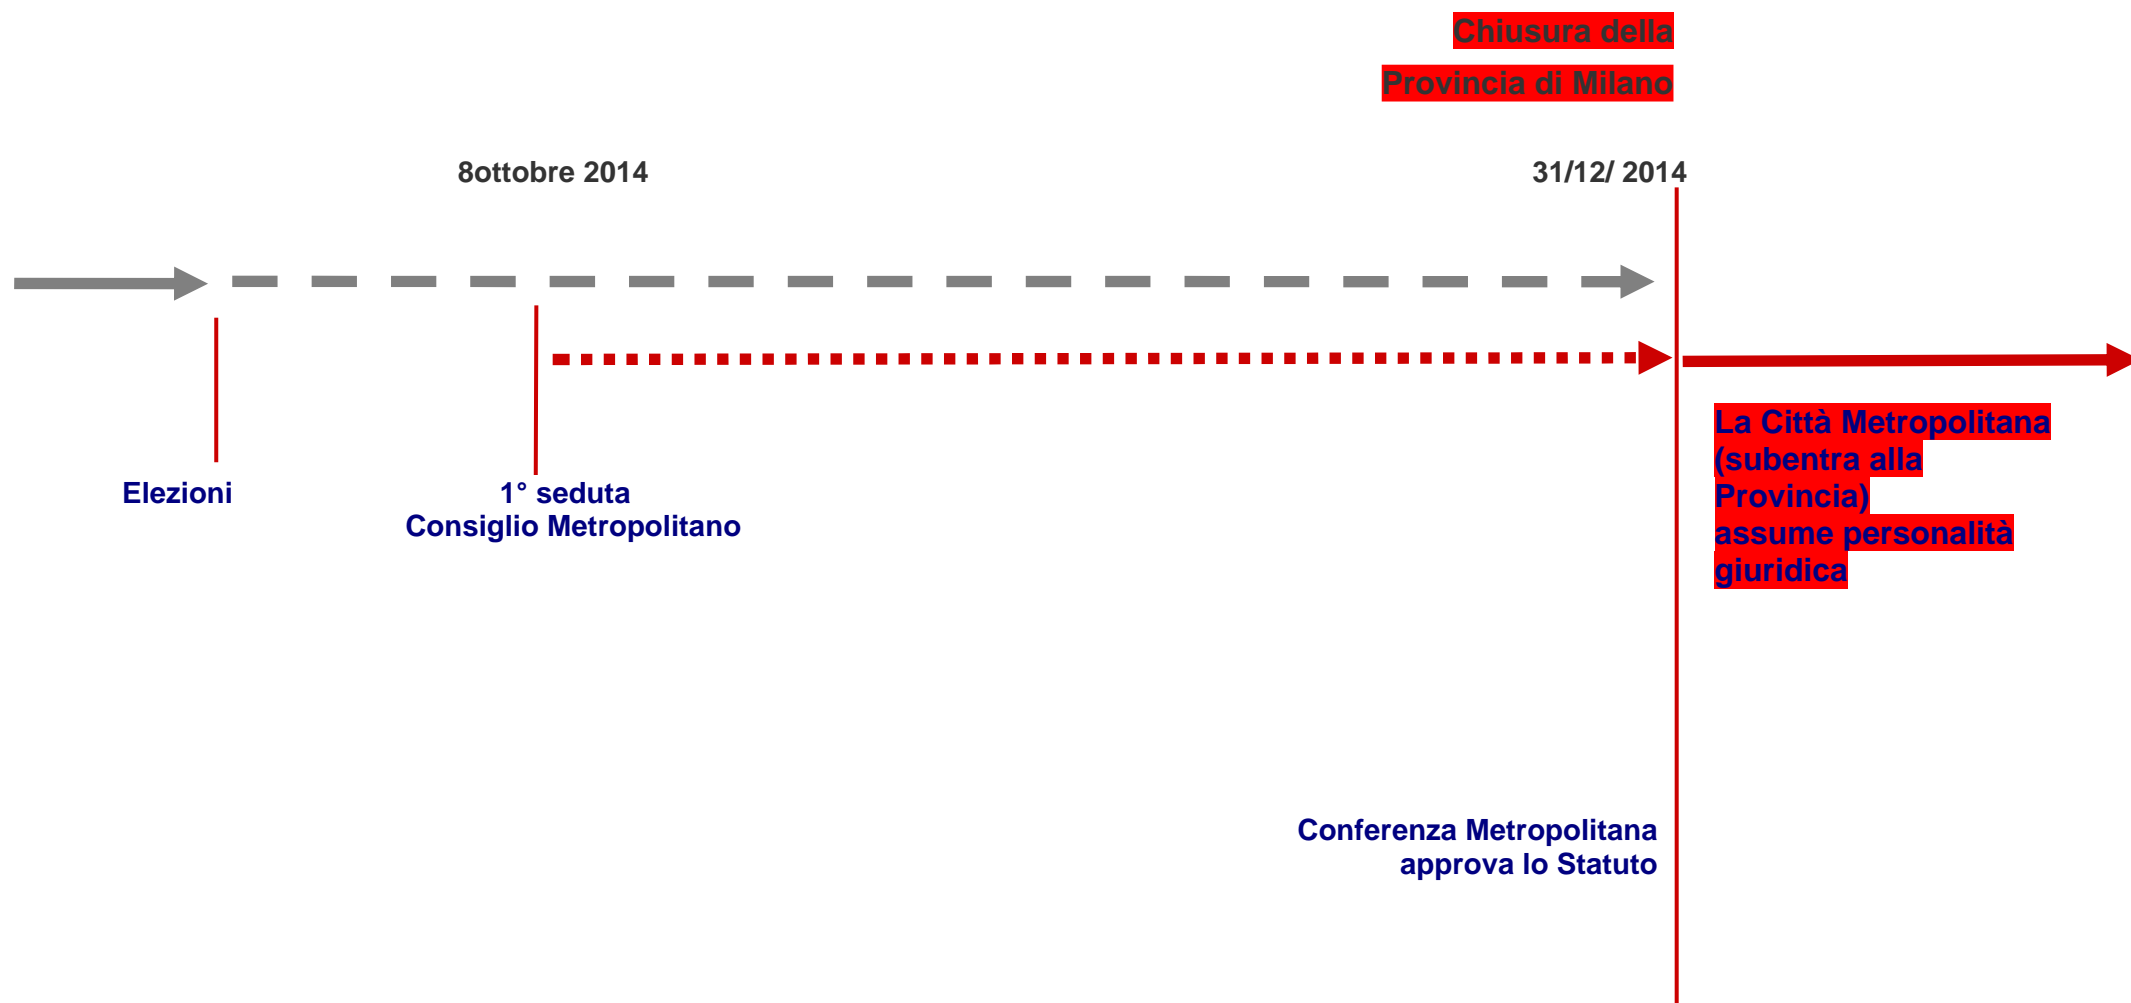 Chiusura della
Provincia di Milano
8ottobre 2014
31/12/ 2014
Elezioni
1° seduta
Consiglio Metropolitano
La Città Metropolitana
(subentra alla
Provincia)
assume personalità
giuridica
Conferenza Metropolitana
approva lo Statuto